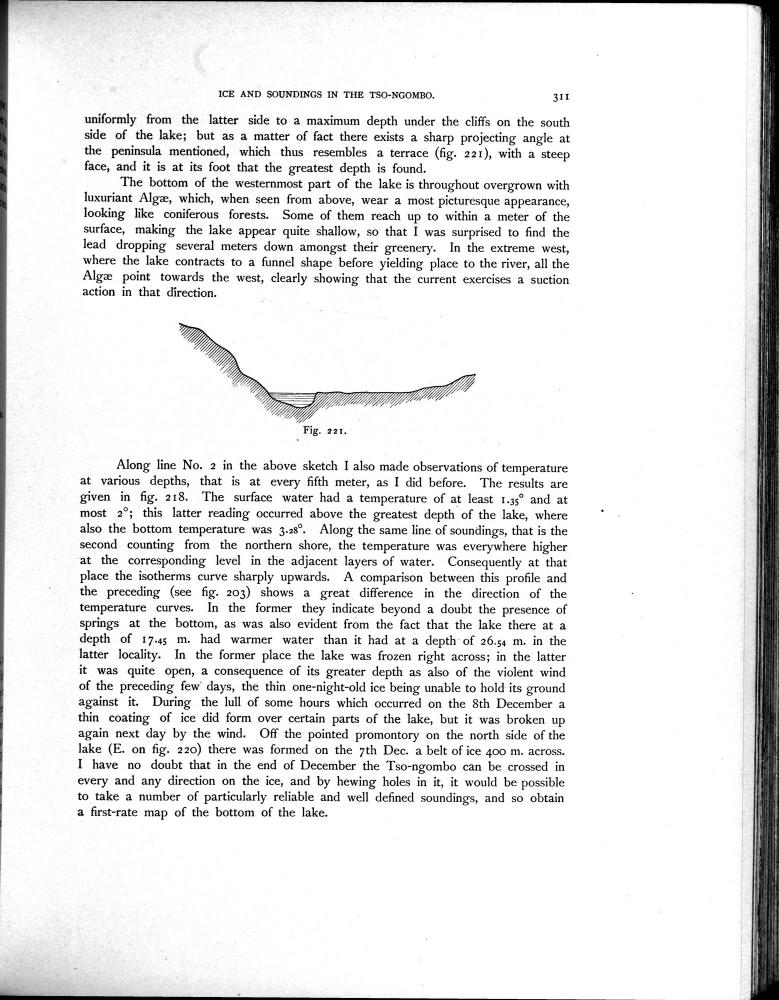 ICE AND SOUNDINGS IN THE TSO-NGOMBO. 311
uniformly from the latter side to a maximum depth under the cliffs on the south
side of the lake; but as a matter of fact there exists a sharp projecting angle at
the peninsula mentioned, which thus resembles a terrace (fig. 221), with a steep
face, and it is at its foot that the greatest depth is found.
The bottom of the westernmost part of the lake is throughout overgrown with
luxuriant Algæ, which, when seen from above, wear a most picturesque appearance,
looking like coniferous forests. Some of them reach up to within a meter of the
surface, making the lake appear quite shallow, so that I was surprised to find the
lead dropping several meters down amongst their greenery. In the extreme west,
where the lake contracts to a funnel shape before yielding place to the river, all the
Algæ point towards the west, clearly showing that the current exercises a suction
action in that direction.
Fig. 221.
Along line No. 2 in the above sketch I also made observations of temperature
at various depths, that is at every fifth meter, as I did before. The results are
given in fig. 218. The surface water had a temperature of at least 1.35° and at
most 2°; this latter reading occurred above the greatest depth of the lake, where
also the bottom temperature was 3.28°. Along the same line of soundings, that is the
second counting from the northern shore, the temperature was everywhere higher
at the corresponding level in the adjacent layers of water. Consequently at that
place the isotherms curve sharply upwards. A comparison between this profile and
the preceding (see fig. 203) shows a great difference in the direction of the
temperature curves. In the former they indicate beyond a doubt the presence of
springs at the bottom, as was also evident from the fact that the lake there at a
depth of 17.45 m. had warmer water than it had at a depth of 26.54 m. in the
latter locality. In the former place the lake was frozen right across; in the latter
it was quite open, a consequence of its greater depth as also of the violent wind
of the preceding few days, the thin one-night-old ice being unable to hold its ground
against it. During the lull of some hours which occurred on the 8th December a
thin coating of ice did form over certain parts of the lake, but it was broken up
again next day by the wind. Off the pointed promontory on the north side of the
lake (E. on fig. 220) there was formed on the 7th Dec. a belt of ice 400 m. across.
I have no doubt that in the end of December the Tso-ngombo can be crossed in
every and any direction on the ice, and by hewing holes in it, it would be possible
to take a number of particularly reliable and well defined soundings, and so obtain
a first-rate map of the bottom of the lake.